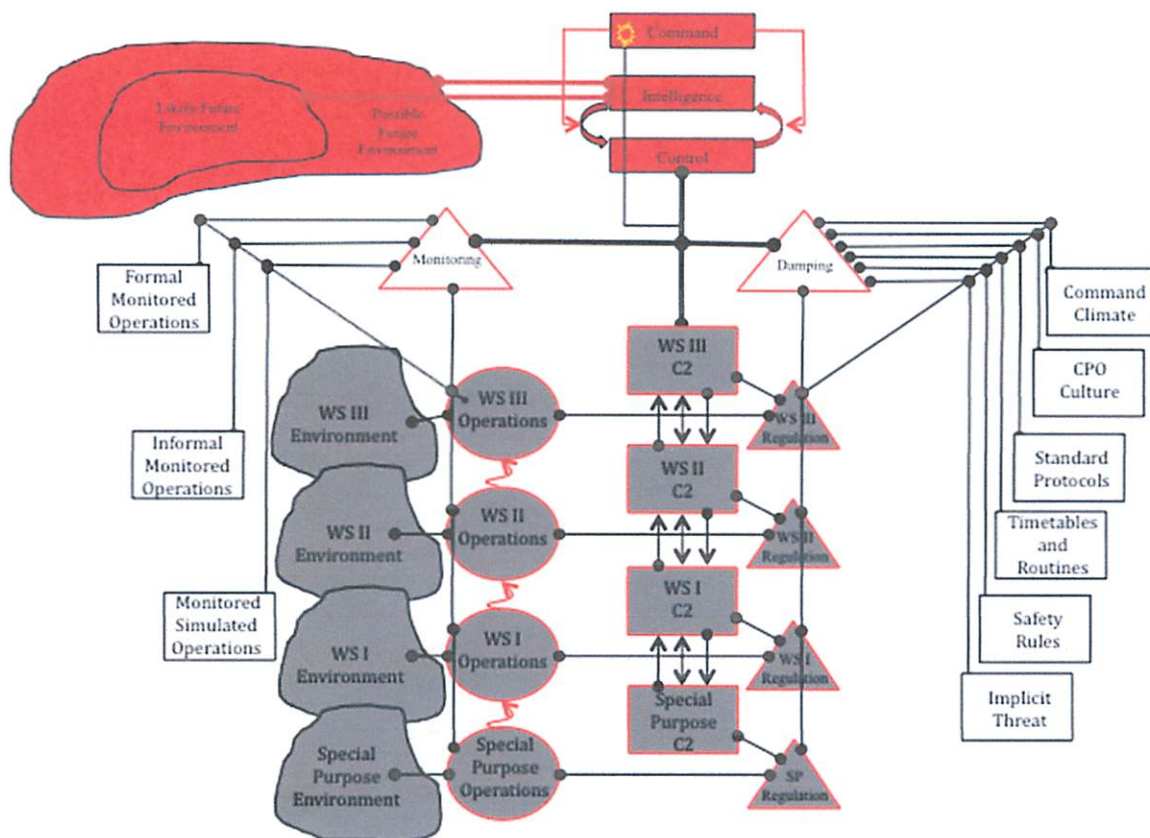 Command
Intelligence
Control
Likely Future
Environment
Possible
Future
Environment
Monitoring
Damping
Formal
Monitored
Operations
Informal
Monitored
Operations
Monitored
Simulated
Operations
Command
Climate
CPO
Culture
Standard
Protocols
Timetables
and
Routines
Safety
Rules
Implicit
Threat
WS III
Environment
WS III
Operations
WS III
C2
WS III
Regulation
WS II
Environment
WS II
Operations
WS II
C2
WS II
Regulation
WS I
Environment
WS I
Operations
WS I
C2
WS I
Regulation
Special
Purpose
Environment
Special
Purpose
Operations
Special
Purpose
C2
SP
Regulation